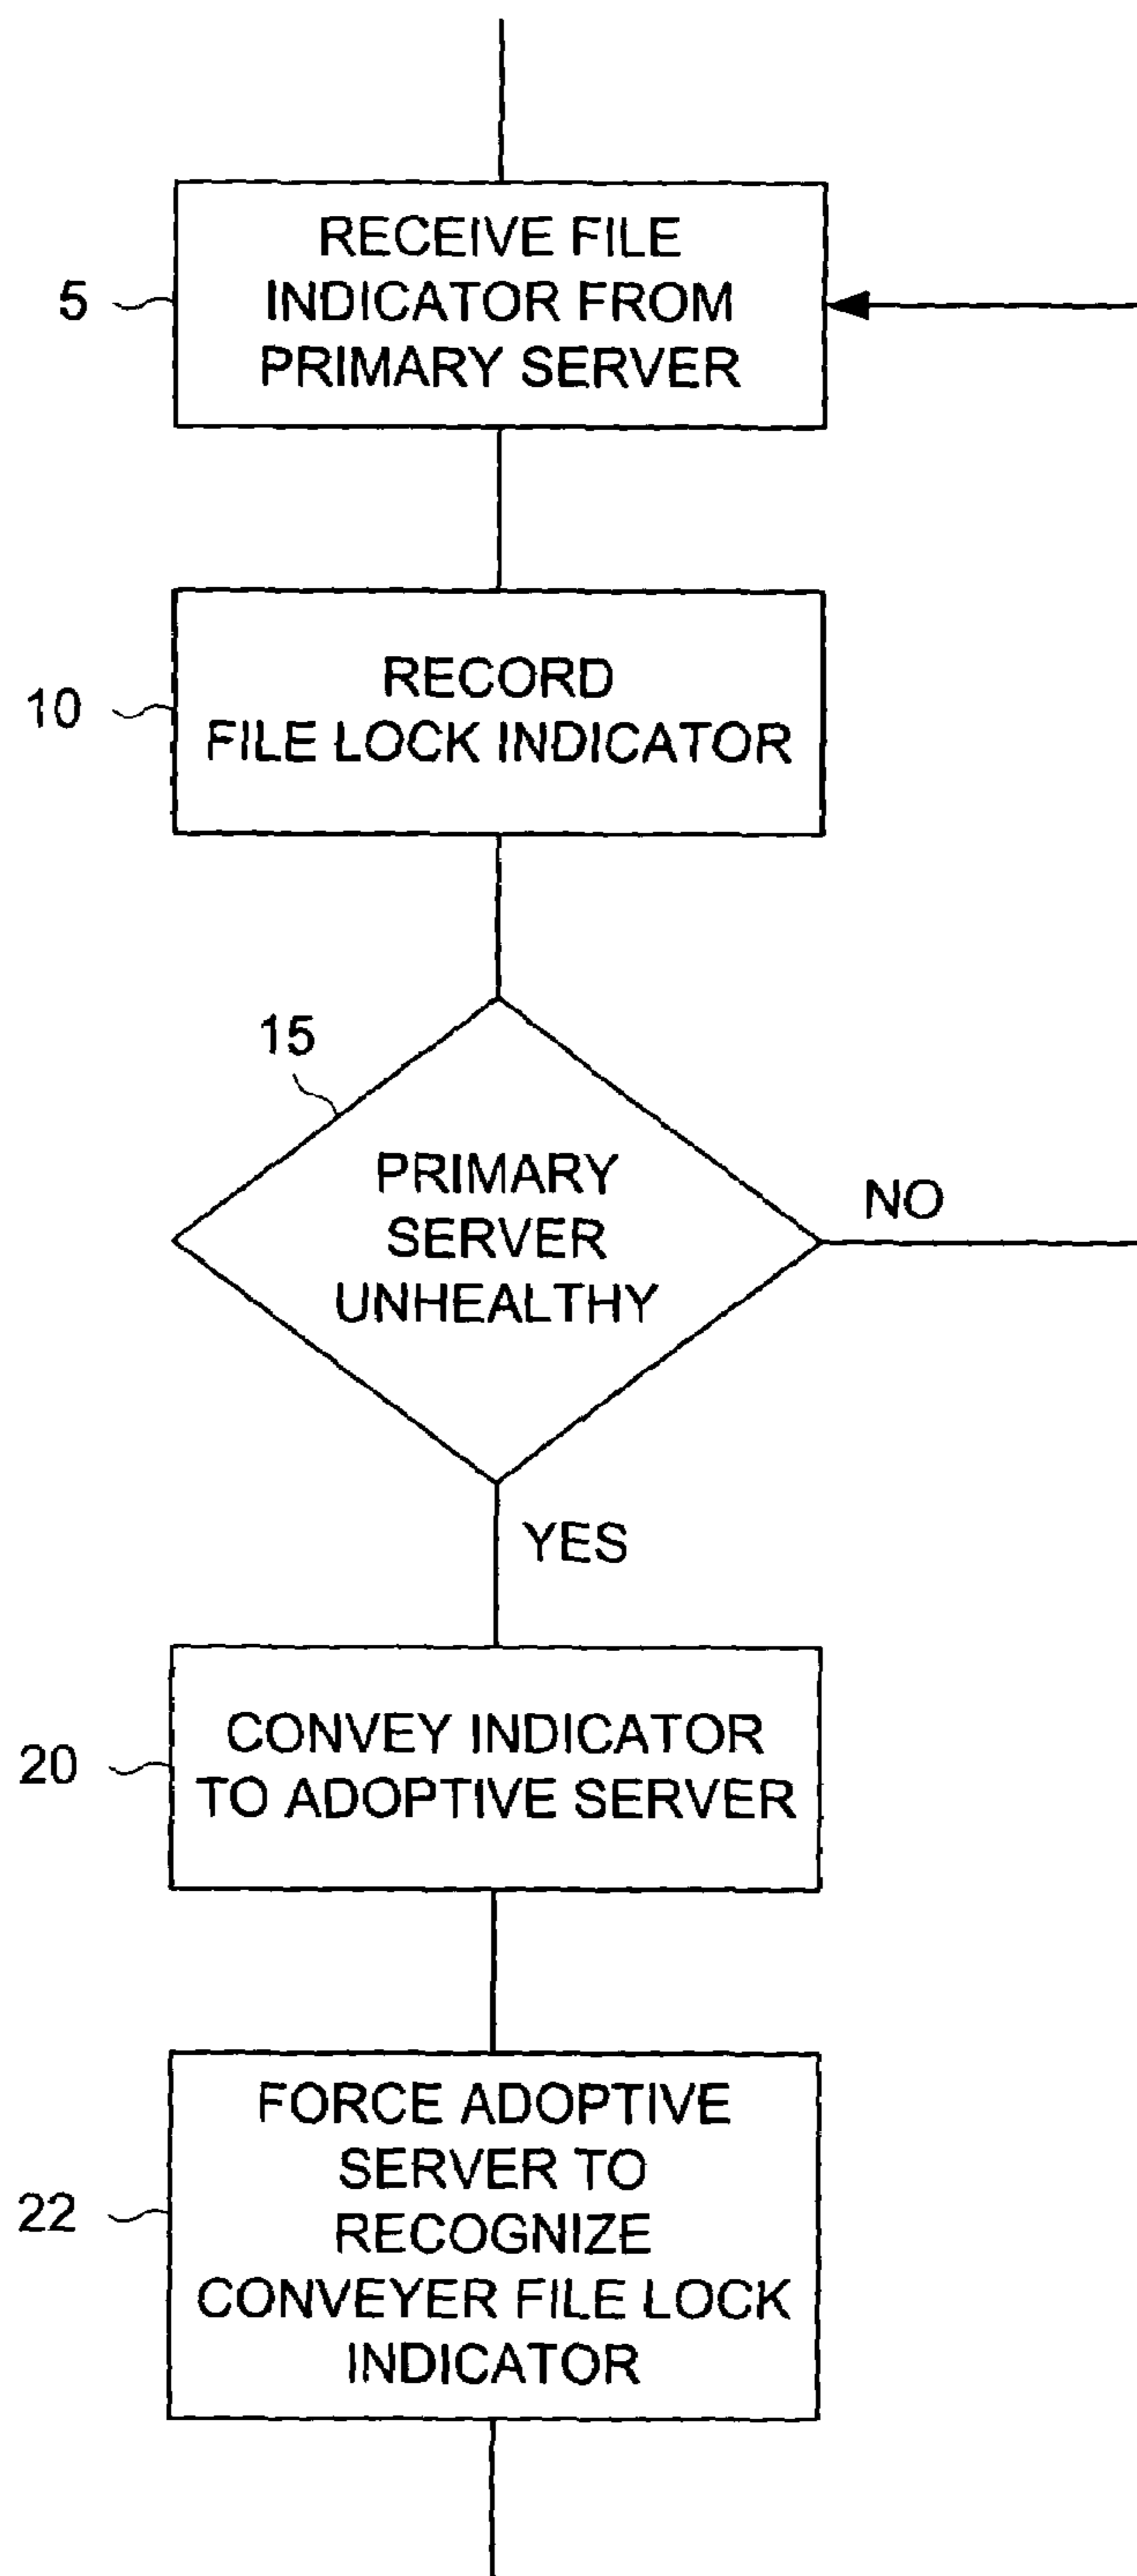 RECEIVE FILE
INDICATOR FROM
PRIMARY SERVER
5
RECORD
FILE LOCK INDICATOR
10
15
PRIMARY
SERVER
UNHEALTHY
NO
YES
CONVEY INDICATOR
TO ADOPTIVE SERVER
20
FORCE ADOPTIVE
SERVER TO
RECOGNIZE
CONVEYER FILE LOCK
INDICATOR
22